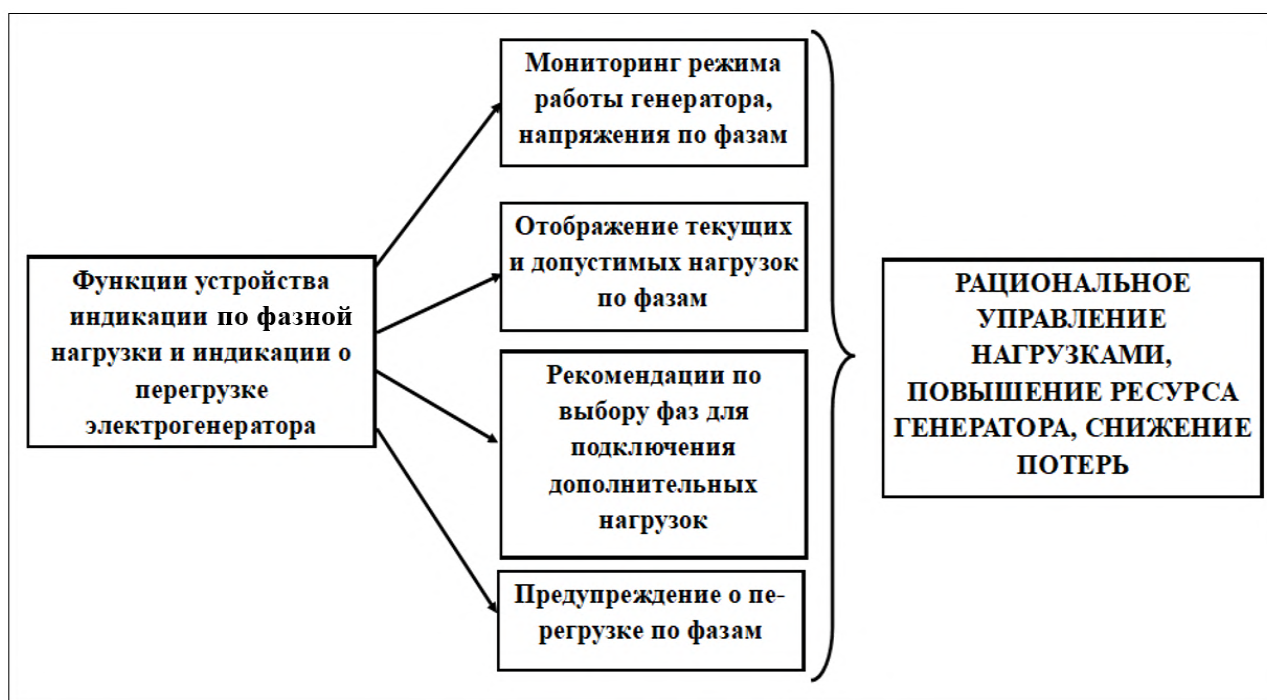 Функции устройства
индикации по фазной
нагрузки и индикации о
перегрузке
электрогенератора
Мониторинг режима
работы генератора,
напряжения по фазам
Отображение текущих
и допустимых нагрузок
по фазам
Рекомендации по
выбору фаз для
подключения
дополнительных
нагрузок
Предупреждение о пе-
регрузке по фазам
РАЦИОНАЛЬНОЕ
УПРАВЛЕНИЕ
НАГРУЗКАМИ,
ПОВЫШЕНИЕ РЕСУРСА
ГЕНЕРАТОРА, СНИЖЕНИЕ
ПОТЕРЬ